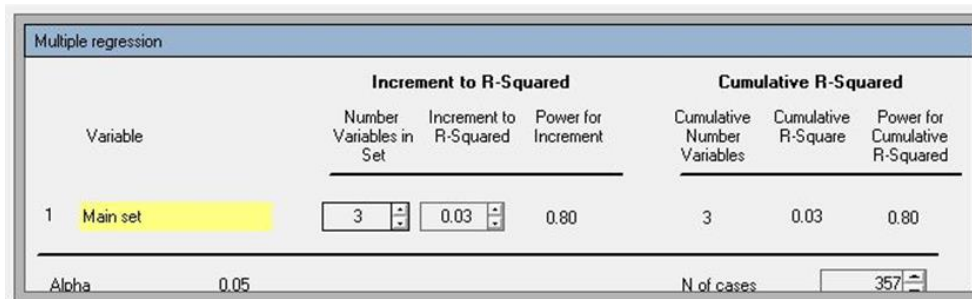 Multiple regression
Increment to R-Squared Cumulative R-Squared
Variable
Number Variables in Set
Increment to R-Squared
Power for Increment
Cumulative Number Variables
Cumulative R-Square
Power for Cumulative R-Squared
1 Main set 3 0.03 0.80 3 0.03 0.80
Alpha 0.05 N of cases 357